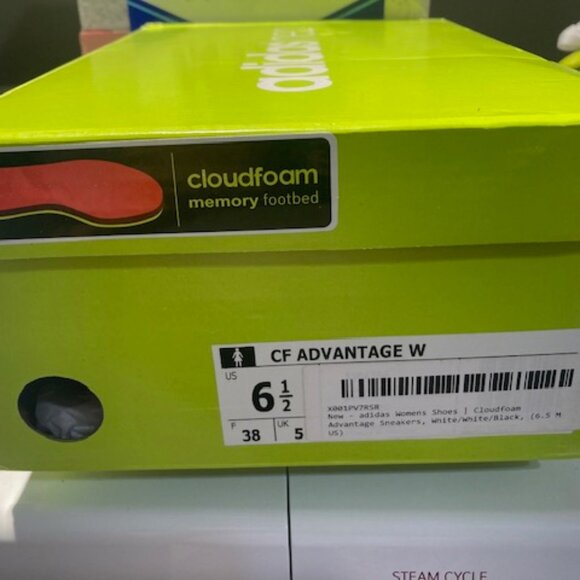 adidas
cloudfoam
memory footbed
CF ADVANTAGE W
US
6 1/2
F
38
UK
5
X001PV7RSB
New - adidas Womens Shoes | Cloudfoam
Advantage Sneakers, White/White/Black, (6.5 M
US)
STEAM CYCLE